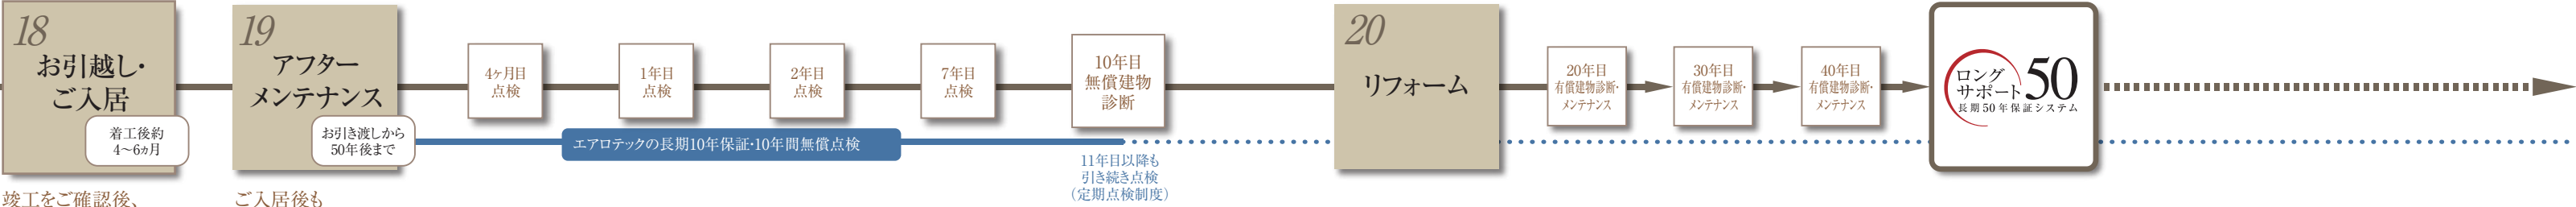 18
お引越し・
ご入居
着工後約
4〜6ヵ月
竣工をご確認後、
19
アフター
メンテナンス
お引き渡しから
50年後まで
ご入居後も
4ヶ月目
点検
1年目
点検
2年目
点検
7年目
点検
10年目
無償建物
診断
エアロテックの長期10年保証・10年間無償点検
11年目以降も
引き続き点検
（定期点検制度）
20
リフォーム
20年目
有償建物診断・
メンテナンス
30年目
有償建物診断・
メンテナンス
40年目
有償建物診断・
メンテナンス
ロング
サポート50
長期50年保証システム